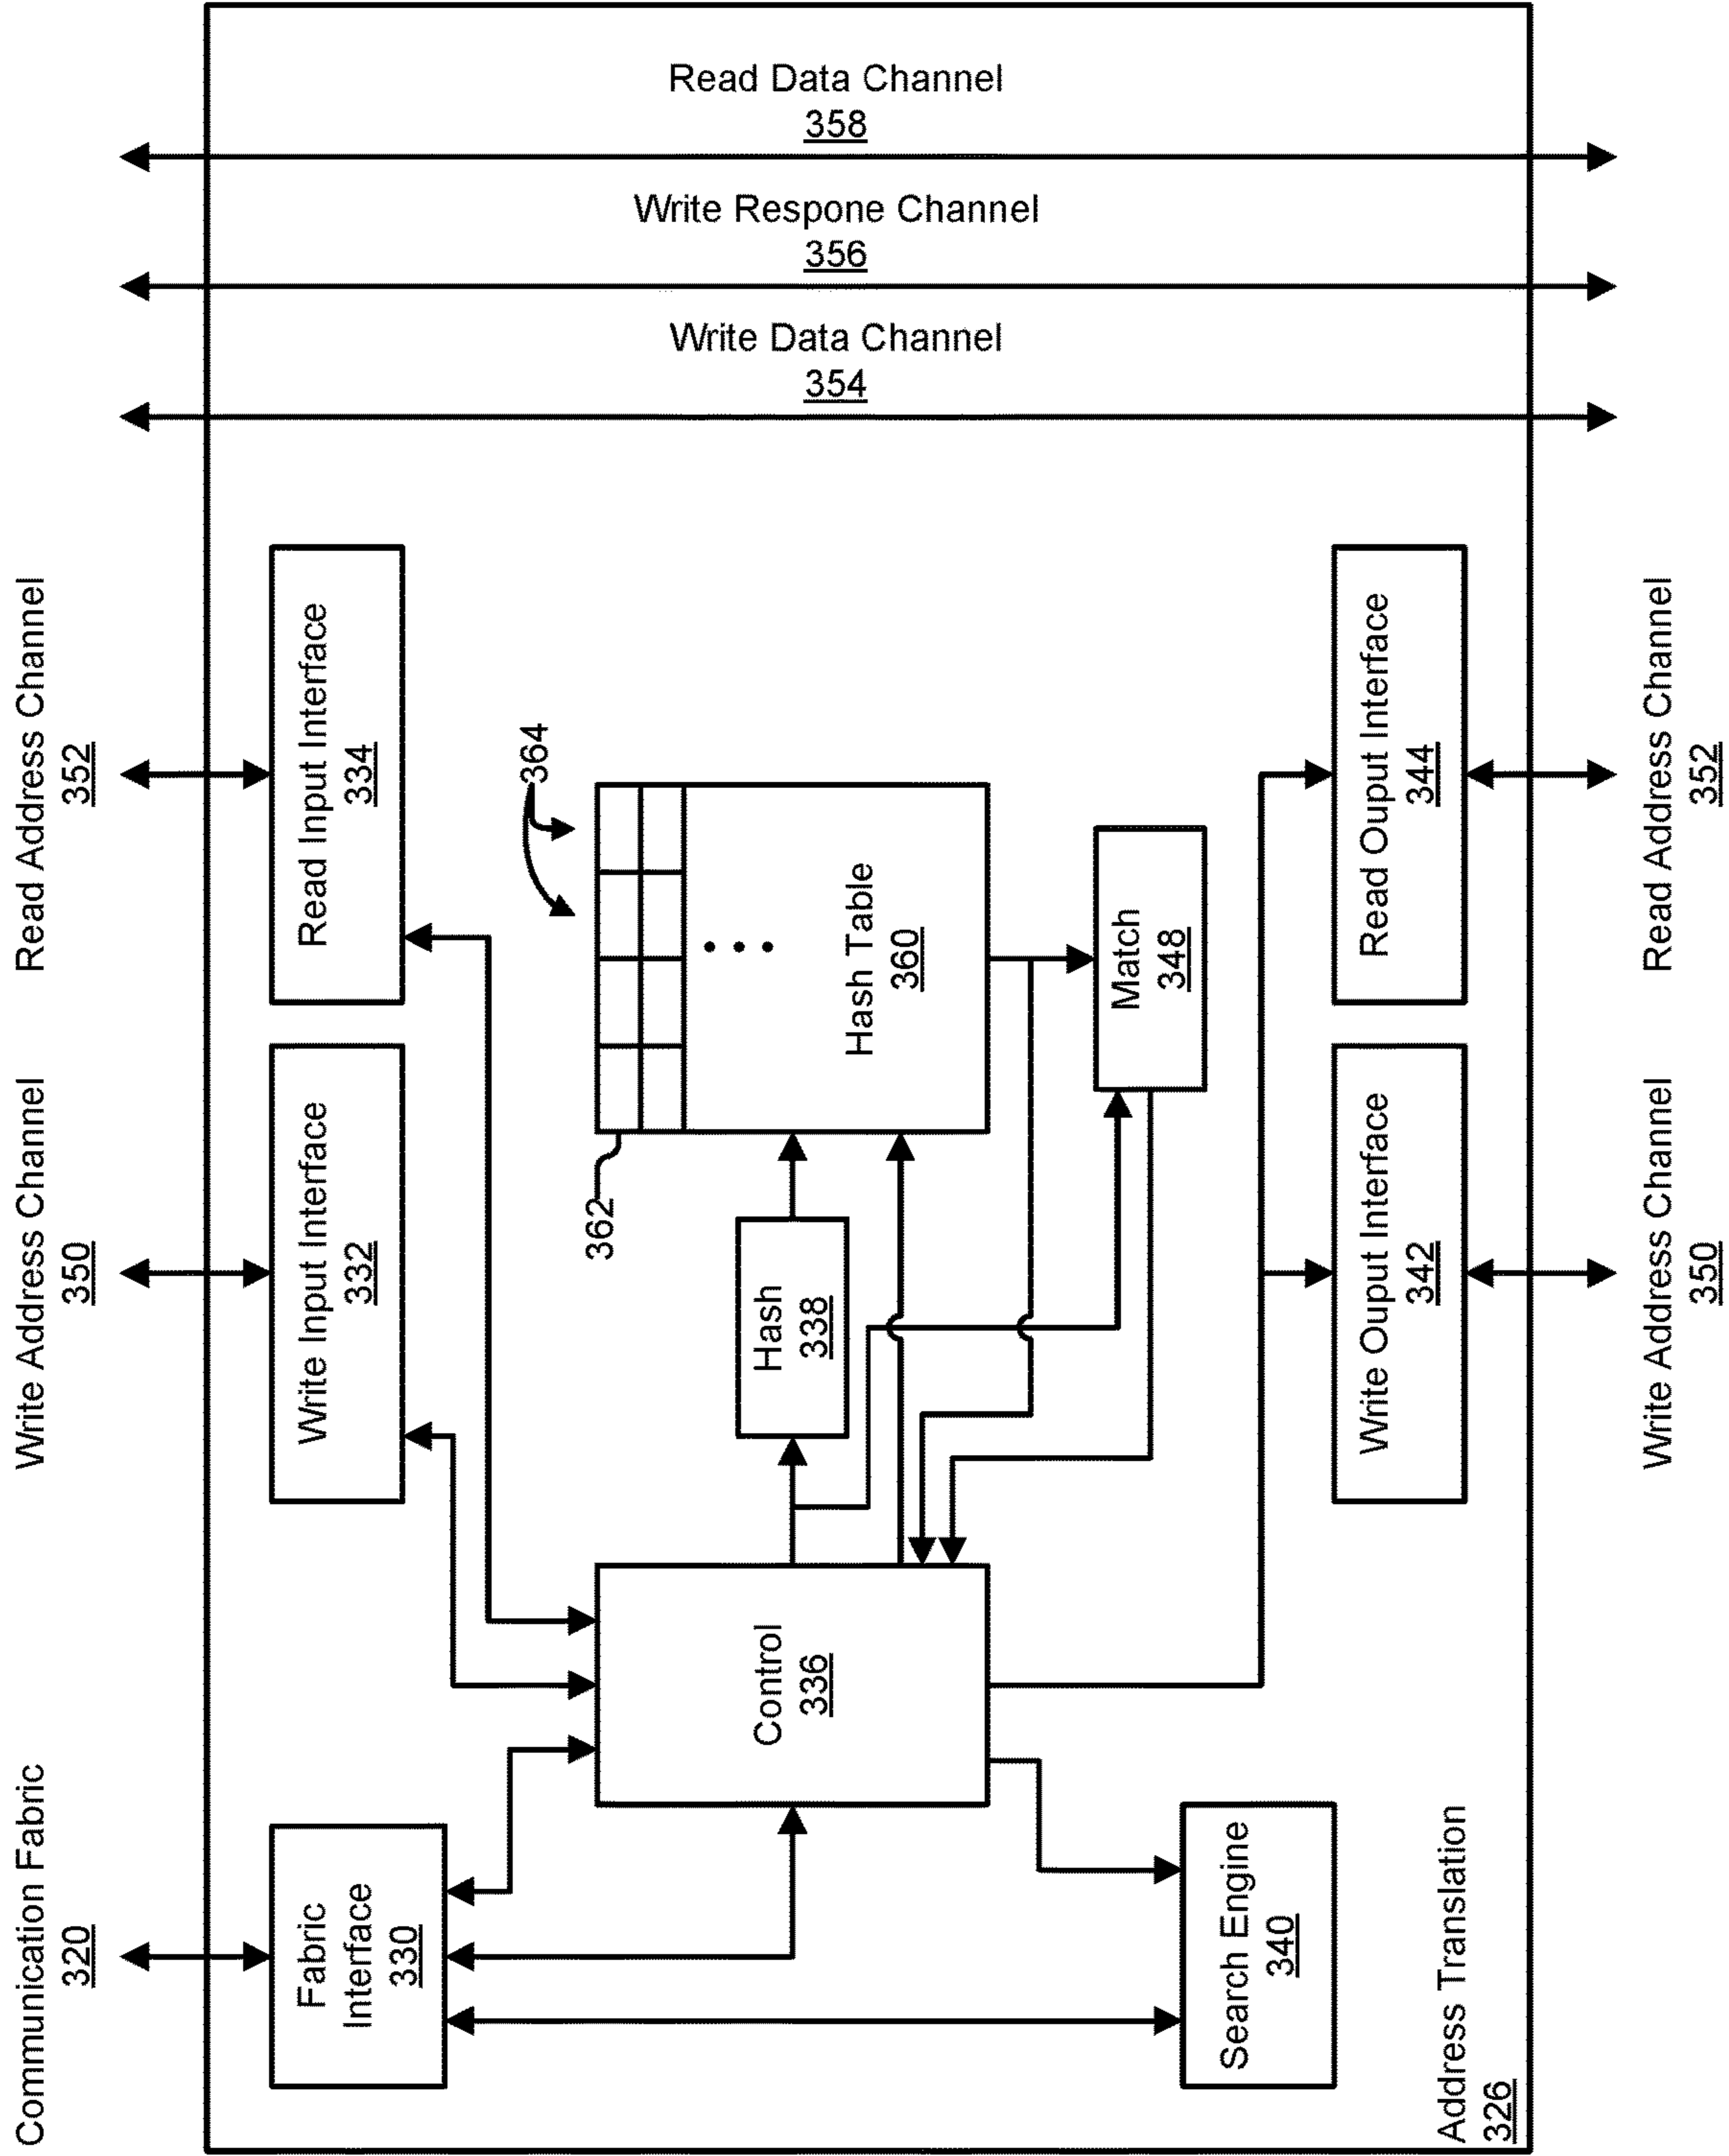 Communication Fabric
320
Write Address Channel
350
Read Address Channel
352
Fabric
Interface
330
Write Input Interface
332
Read Input Interface
334
364
362
Control
336
Hash
338
Hash Table
360
Match
348
Search Engine
340
Write Ouput Interface
342
Read Ouput Interface
344
Write Data Channel
354
Write Respone Channel
356
Read Data Channel
358
Address Translation
326
Write Address Channel
350
Read Address Channel
352